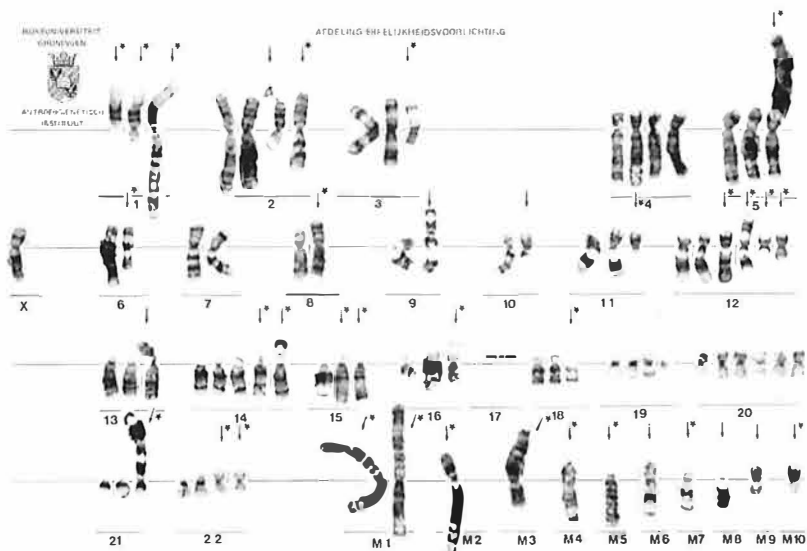 RIJKSUNIVERSITEIT
GRONINGEN
AFDELING ERFELIJKHEIDSVOORLICHTING
ANTROPOGENETISCH
INSTITUUT
1 2 3 4 5
X 6 7 8 9 10 11 12
13 14 15 16 17 18 19 20
21 22 M1 M2 M3 M4 M5 M6 M7 M8 M9 M10